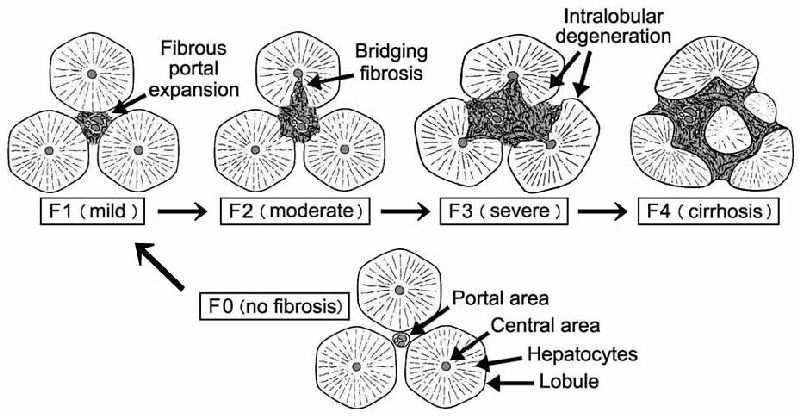 Fibrous
portal
expansion
Bridging
fibrosis
Intralobular
degeneration
F1 (mild)
F2 (moderate)
F3 (severe)
F4 (cirrhosis)
F0 (no fibrosis)
Portal area
Central area
Hepatocytes
Lobule